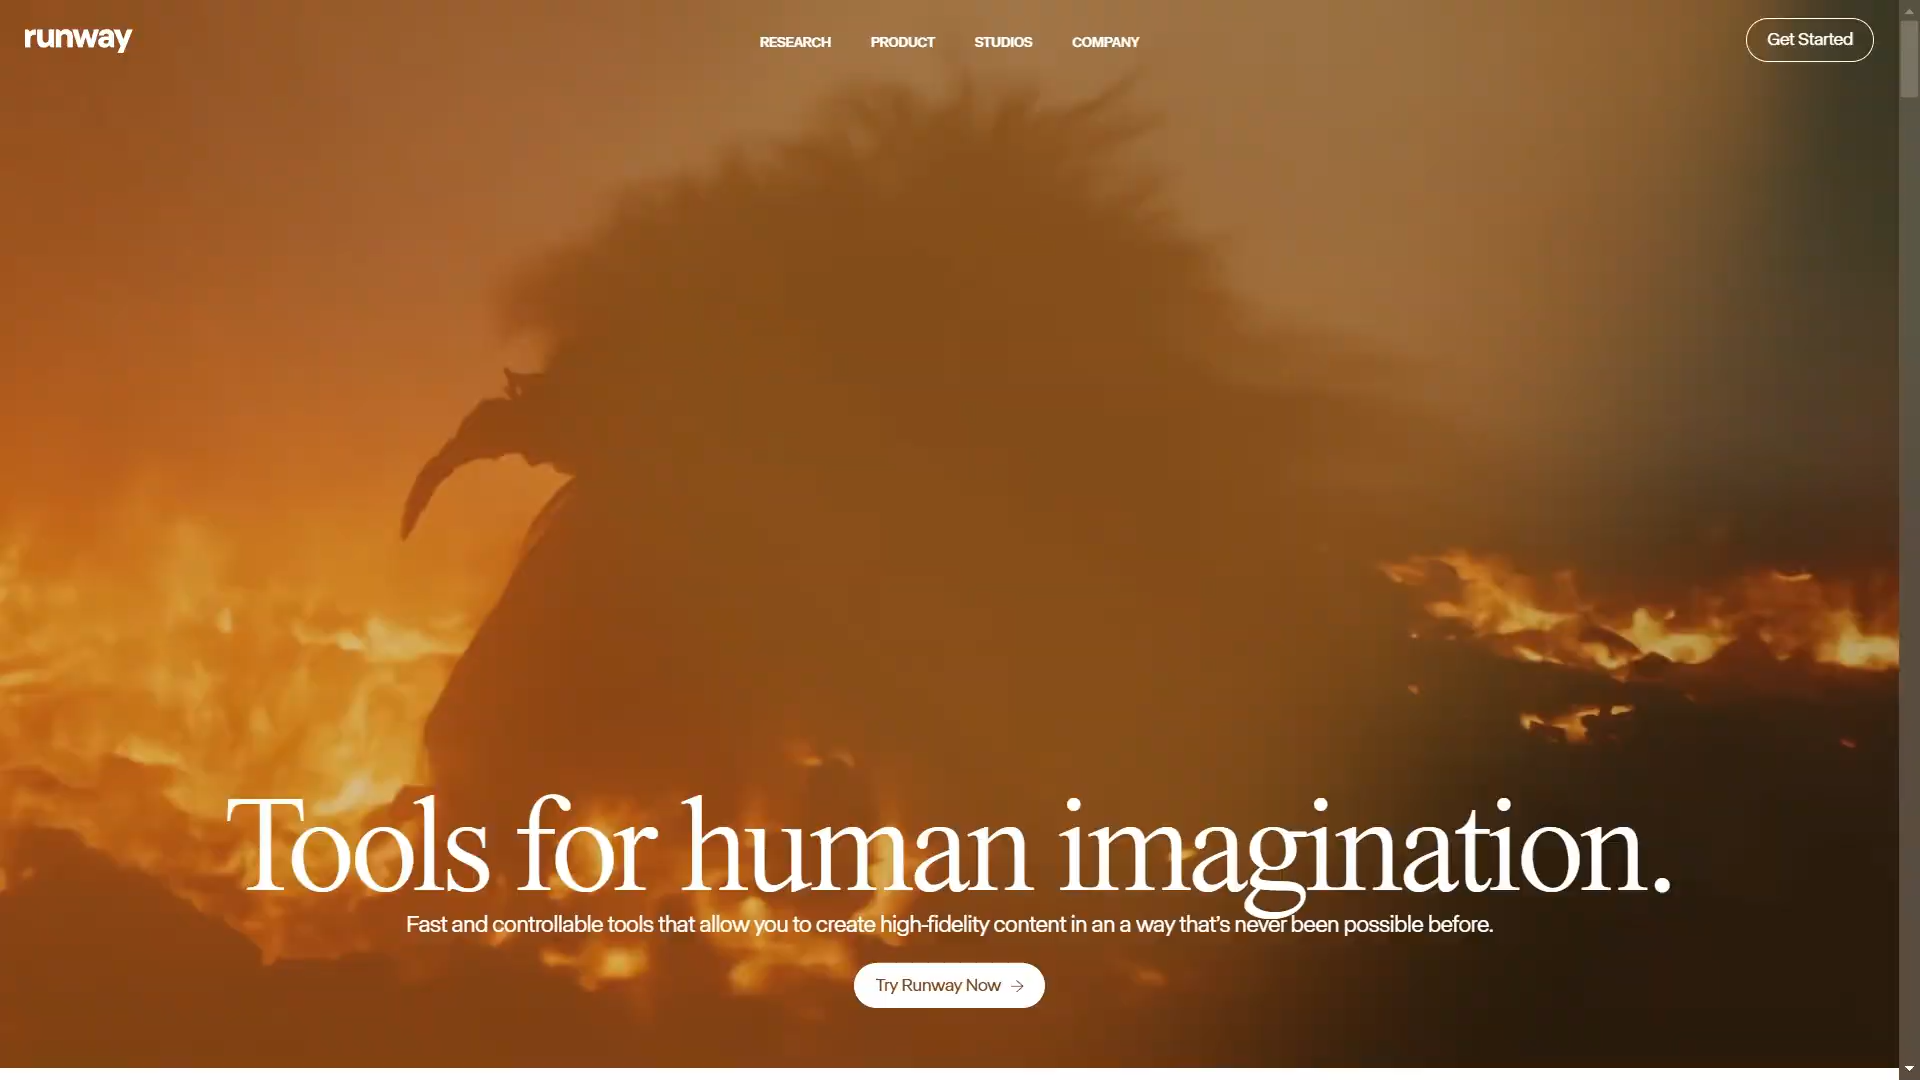 runway
RESEARCH PRODUCT STUDIOS COMPANY
Get Started
Tools for human imagination.
Fast and controllable tools that allow you to create high-fidelity content in an a way that’s never been possible before.
Try Runway Now →